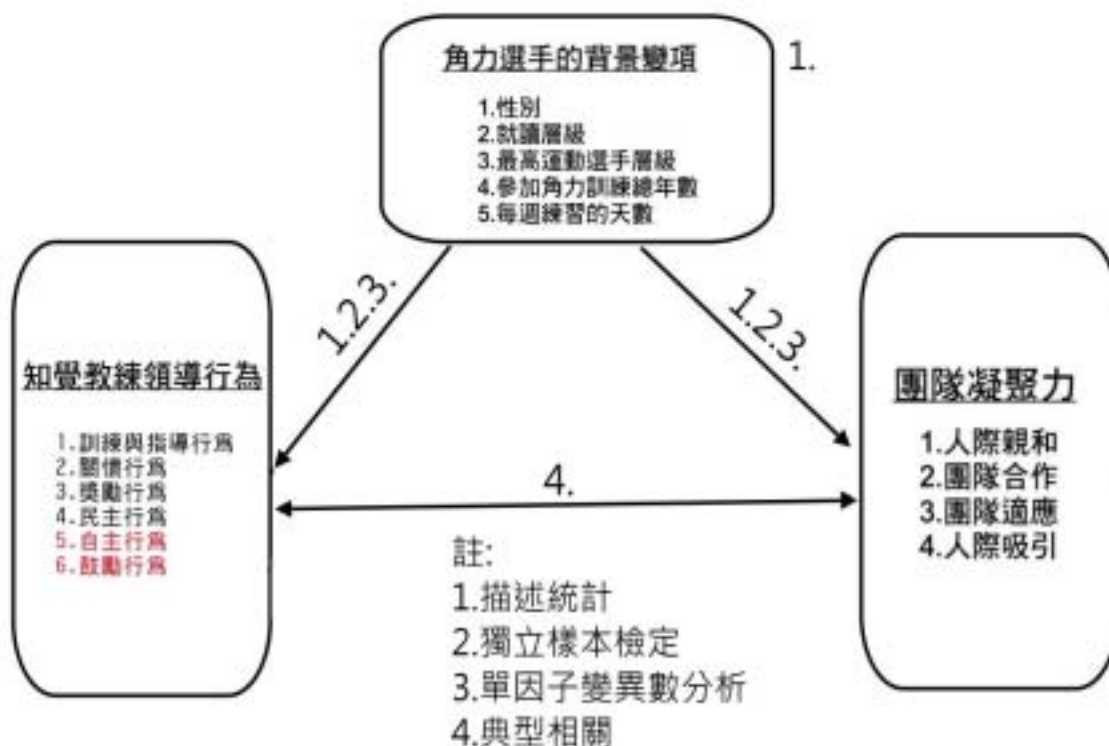 角力選手的背景變項
1.
1.性別
2.就讀層級
3.最高運動選手層級
4.參加角力訓練總年數
5.每週練習的天數
1.2.3.
1.2.3.
知覺教練領導行為
1.訓練與指導行為
2.關懷行為
3.獎勵行為
4.民主行為
5.自主行為
6.鼓勵行為
4.
團隊凝聚力
1.人際親和
2.團隊合作
3.團隊適應
4.人際吸引
註:
1.描述統計
2.獨立樣本檢定
3.單因子變異數分析
4.典型相關